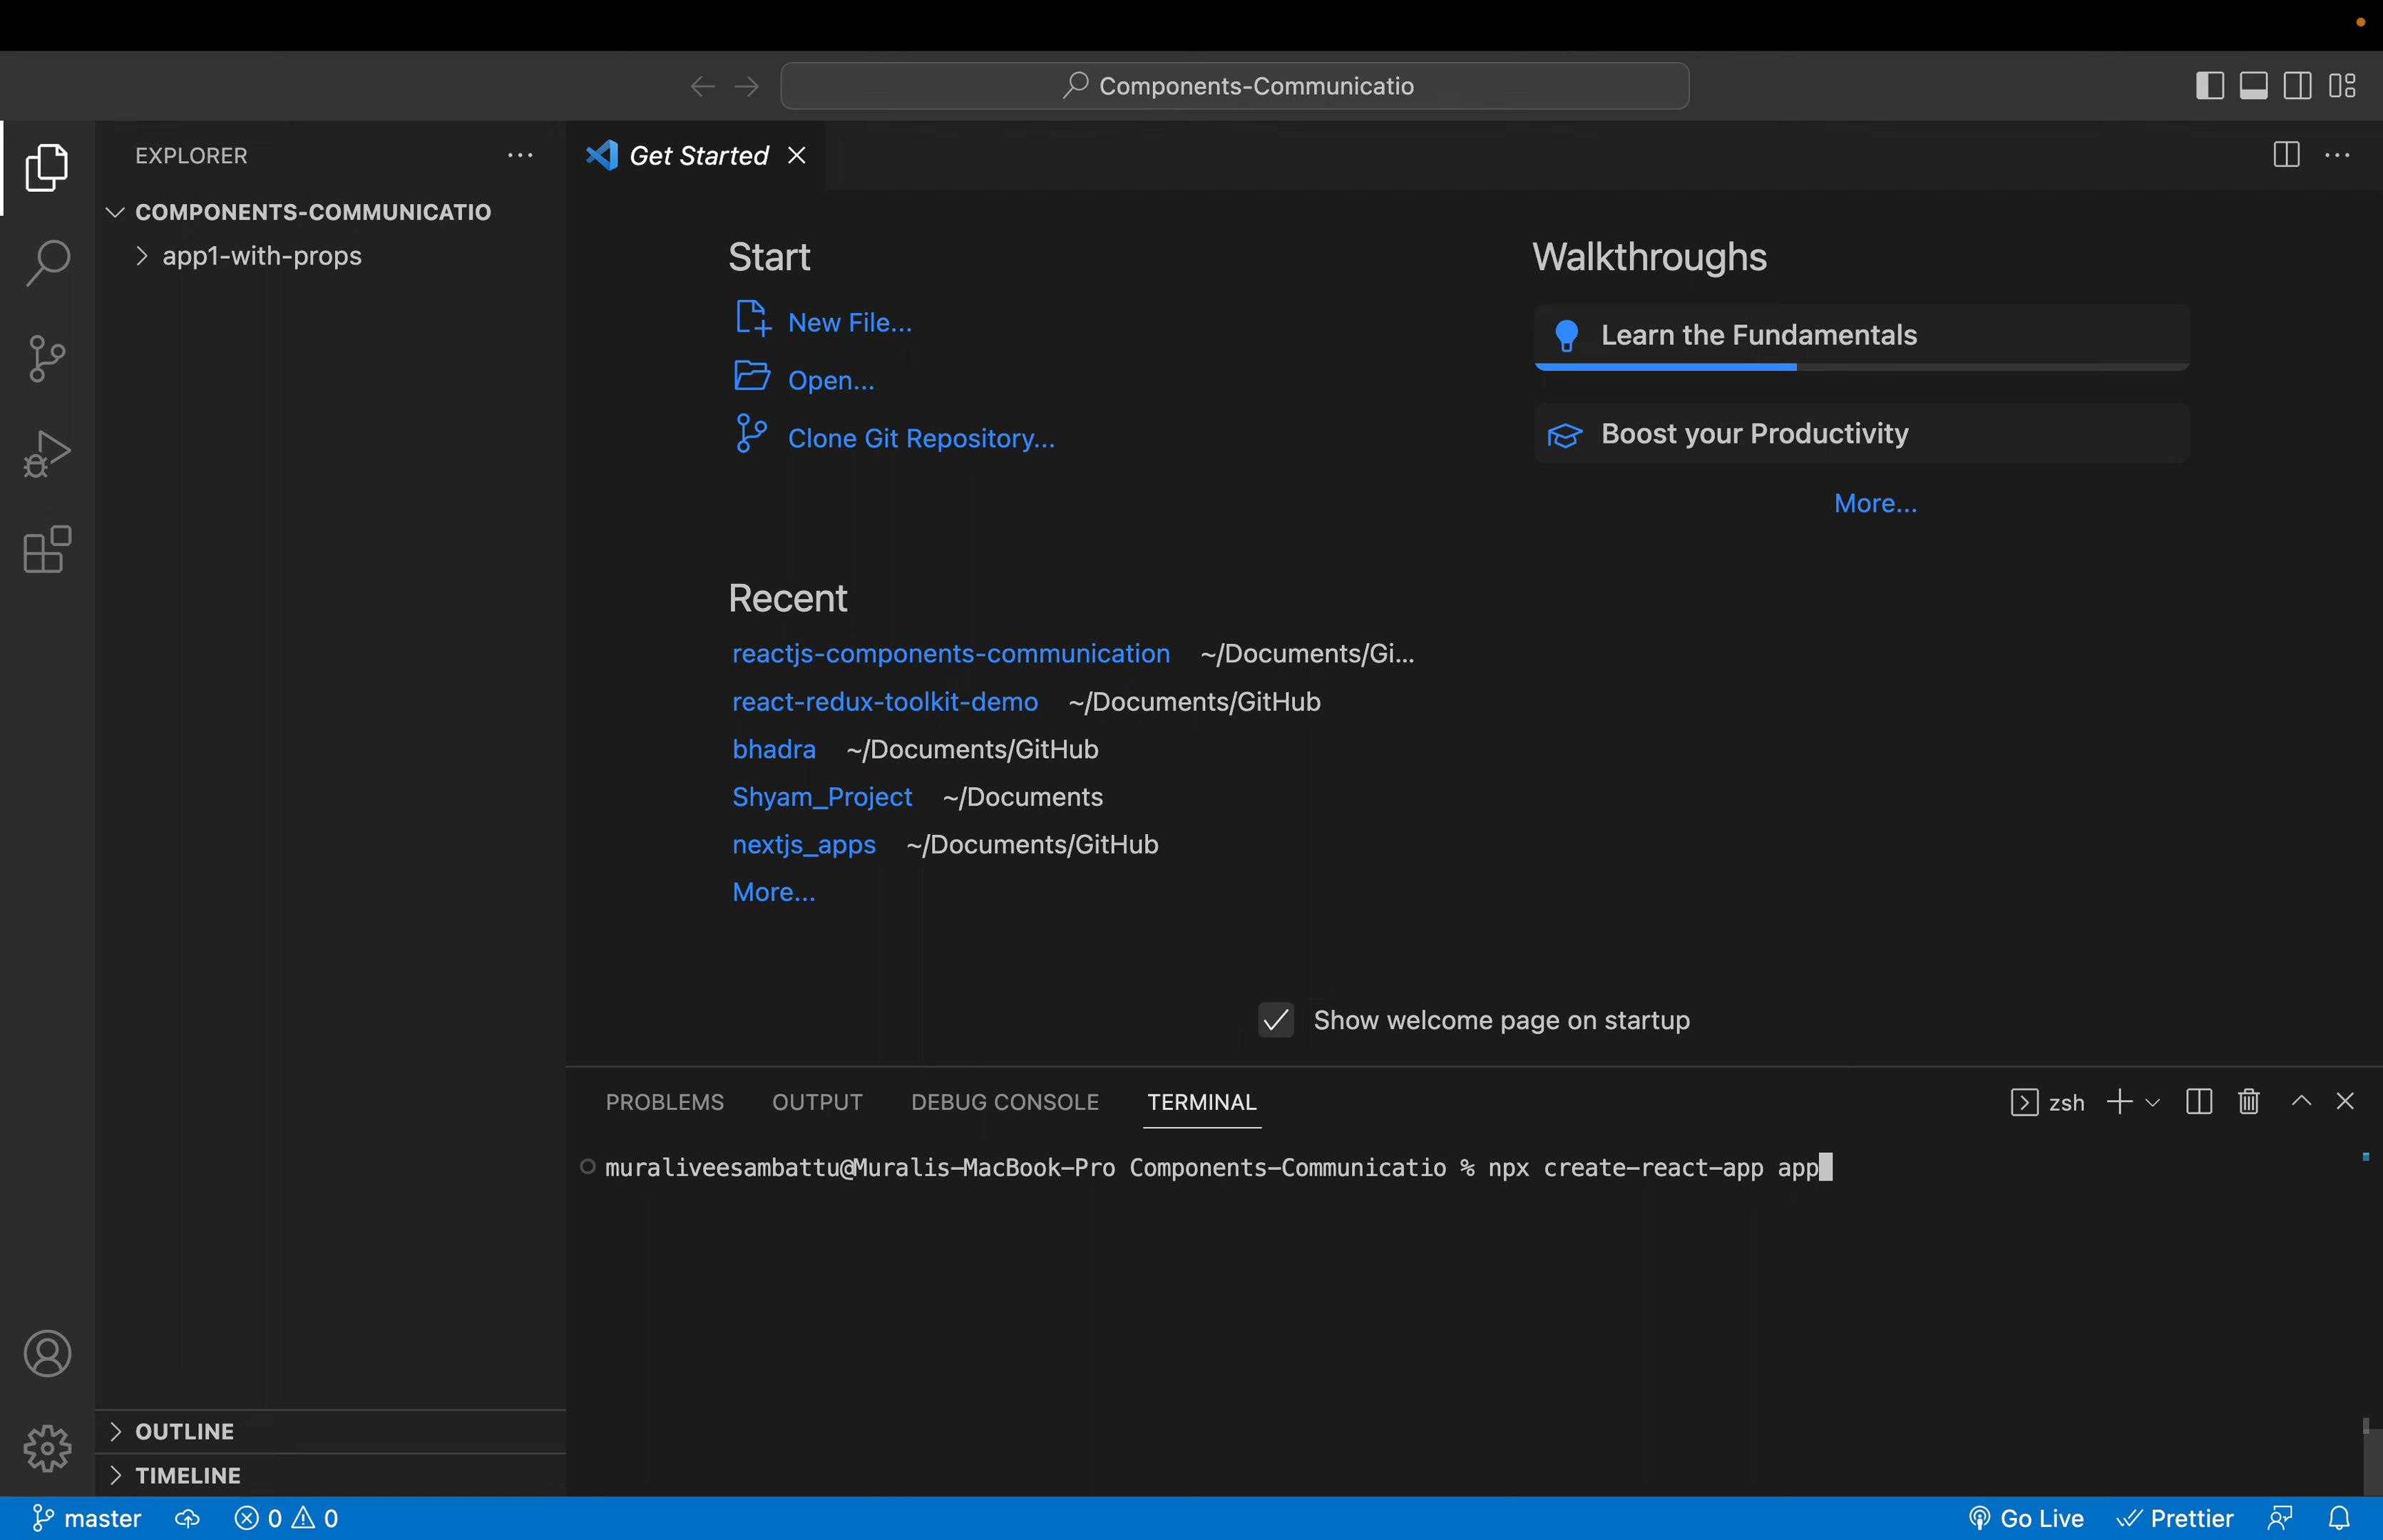 Components-Communicatio
EXPLORER
COMPONENTS-COMMUNICATIO
app1-with-props
OUTLINE
TIMELINE
Get Started
Start
New File...
Open...
Clone Git Repository...
Recent
reactjs-components-communication ~/Documents/Gi...
react-redux-toolkit-demo ~/Documents/GitHub
bhadra ~/Documents/GitHub
Shyam_Project ~/Documents
nextjs_apps ~/Documents/GitHub
More...
Walkthroughs
Learn the Fundamentals
Boost your Productivity
More...
Show welcome page on startup
PROBLEMS OUTPUT DEBUG CONSOLE TERMINAL zsh
muraliveesambattu@Muralis-MacBook-Pro Components-Communicatio % npx create-react-app app
master 0 0 Go Live Prettier